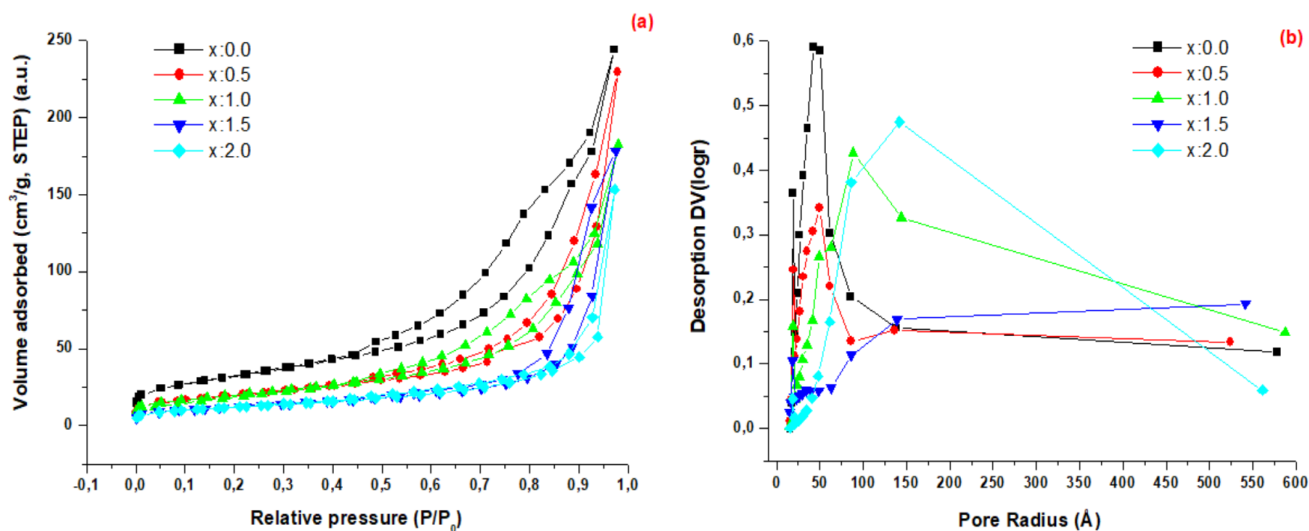 (a)
x:0.0
x:0.5
x:1.0
x:1.5
x:2.0
Volume adsorbed (cm³/g, STEP) (a.u.)
250
200
150
100
50
0
-0,1 0,0 0,1 0,2 0,3 0,4 0,5 0,6 0,7 0,8 0,9 1,0
Relative pressure (P/P₀)
(b)
x:0.0
x:0.5
x:1.0
x:1.5
x:2.0
Desorption DV(logr)
0,6
0,5
0,4
0,3
0,2
0,1
0,0
0 50 100 150 200 250 300 350 400 450 500 550 600
Pore Radius (Å)